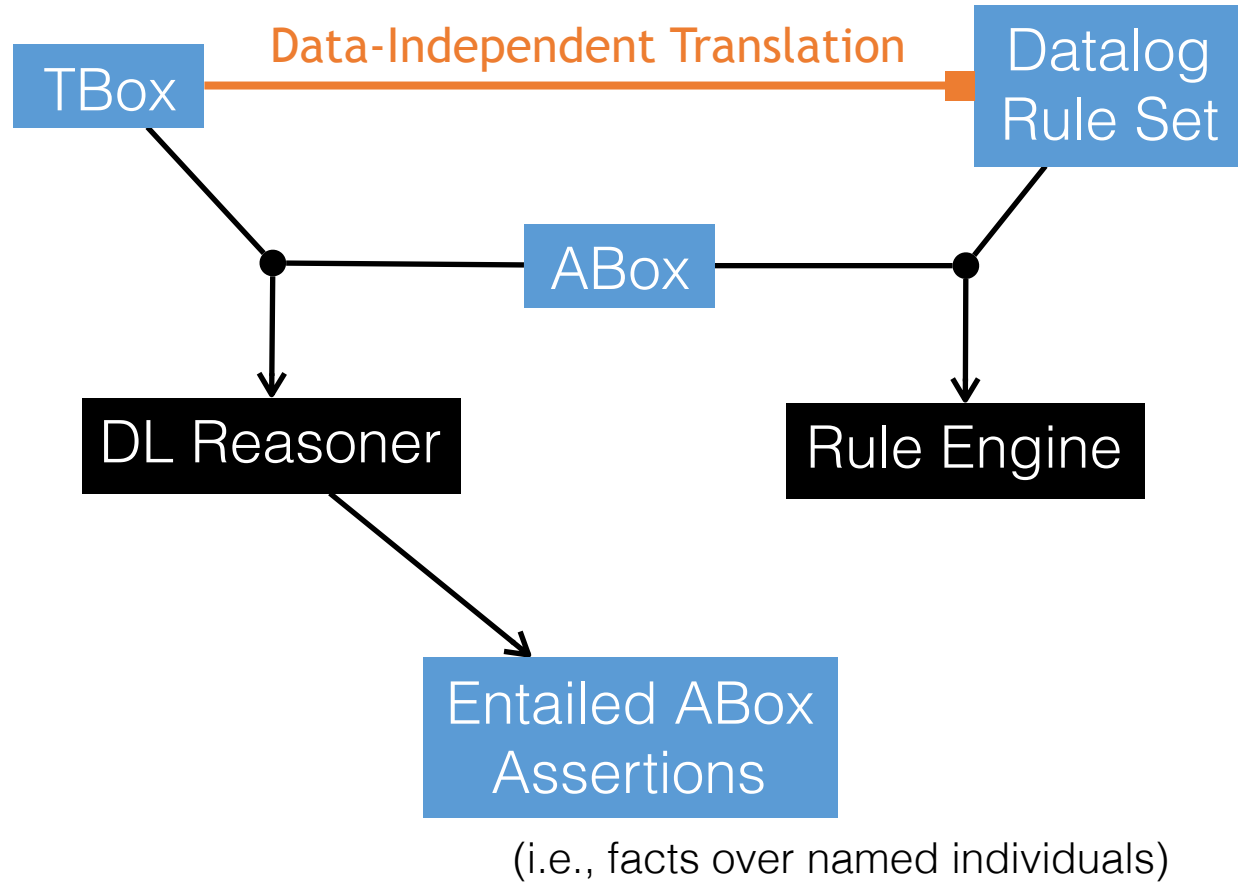 Data-Independent Translation
TBox
Datalog
Rule Set
ABox
DL Reasoner
Rule Engine
Entailed ABox
Assertions
(i.e., facts over named individuals)